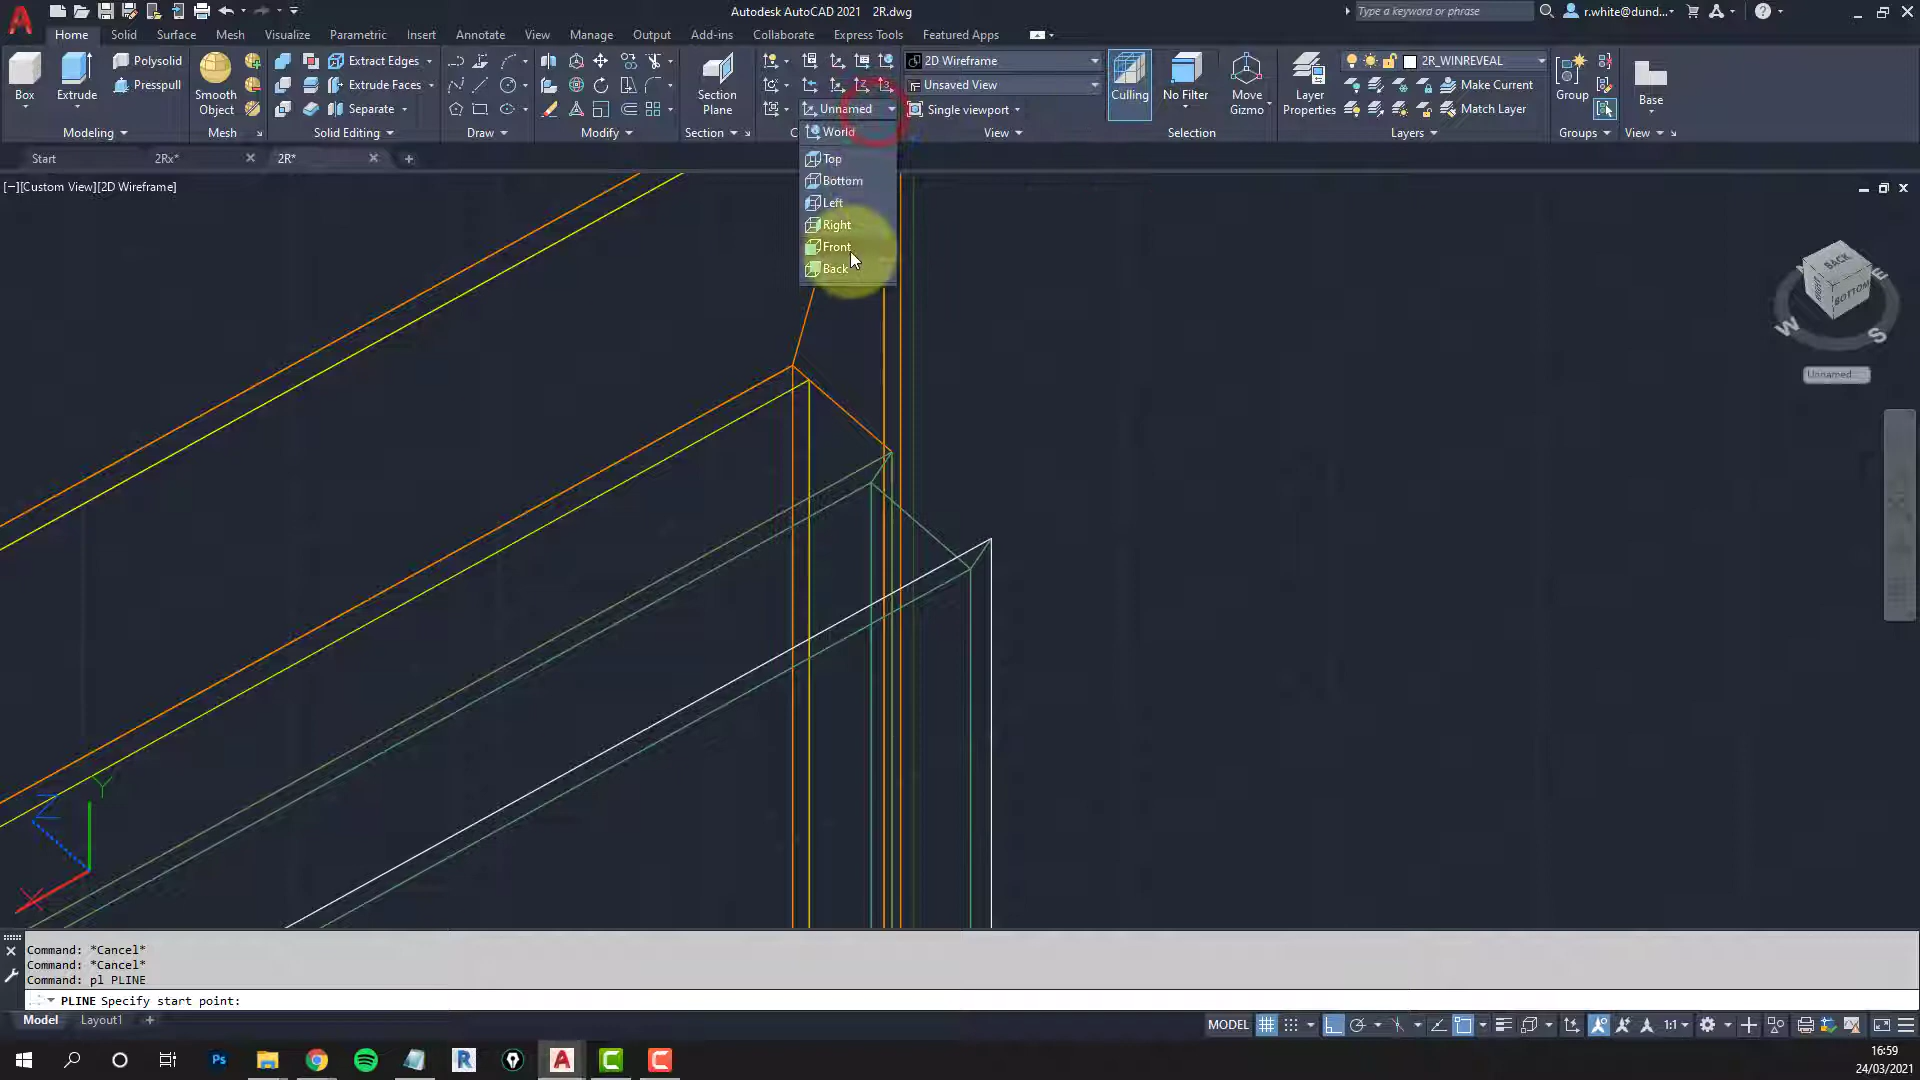 Autodesk AutoCAD 2021 2R.dwg
Type a keyword or phrase
r.white@dund...
Home Solid Surface Mesh Visualize Parametric Insert Annotate View Manage Output Add-ins Collaborate Express Tools Featured Apps
Box Extrude Polysolid Smooth Object Extract Edges Extrude Faces Separate Section Plane
2D Wireframe
Unsaved View
Unnamed Single viewport
Culling No Filter Move Gizmo Layer Properties
2R_WINREVEAL
Make Current
Match Layer
Group Base
Modeling Mesh Solid Editing Draw Modify Section C View Selection Layers Groups View
Start 2Rx* 2R*
World
Top
Bottom
Left
Right
Front
Back
[−][Custom View][2D Wireframe]
BACK
RIGHT
BOTTOM
E
W
S
Unnamed
Y
Z
X
Command: *Cancel*
Command: *Cancel*
Command: pl PLINE
PLINE Specify start point:
Model Layout1
MODEL 1:1
Ps R A C C
16:59
24/03/2021